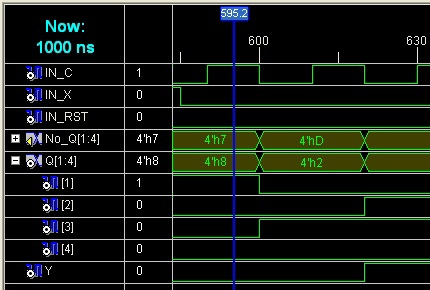 Now:
1000 ns
595.2
600
630
IN_C 1
IN_X 0
IN_RST 0
No_Q[1:4] 4'h7 4'h7 4'hD
Q[1:4] 4'h8 4'h8 4'h2
[1] 1
[2] 0
[3] 0
[4] 0
Y 0